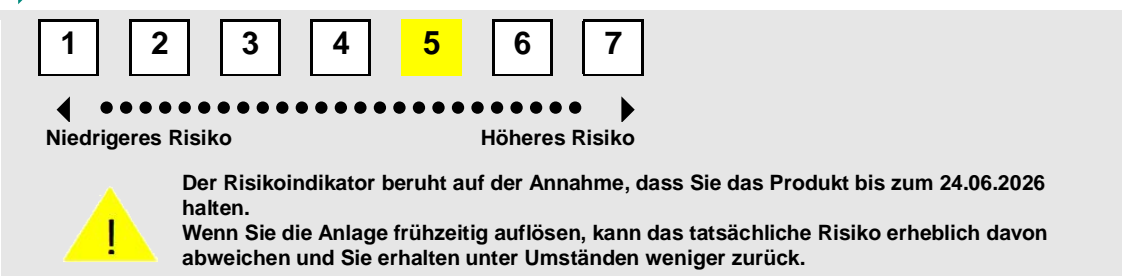 1 2 3 4 5 6 7
Niedrigeres Risiko Höheres Risiko
Der Risikoindikator beruht auf der Annahme, dass Sie das Produkt bis zum 24.06.2026
halten.
Wenn Sie die Anlage frühzeitig auflösen, kann das tatsächliche Risiko erheblich davon
abweichen und Sie erhalten unter Umständen weniger zurück.
!